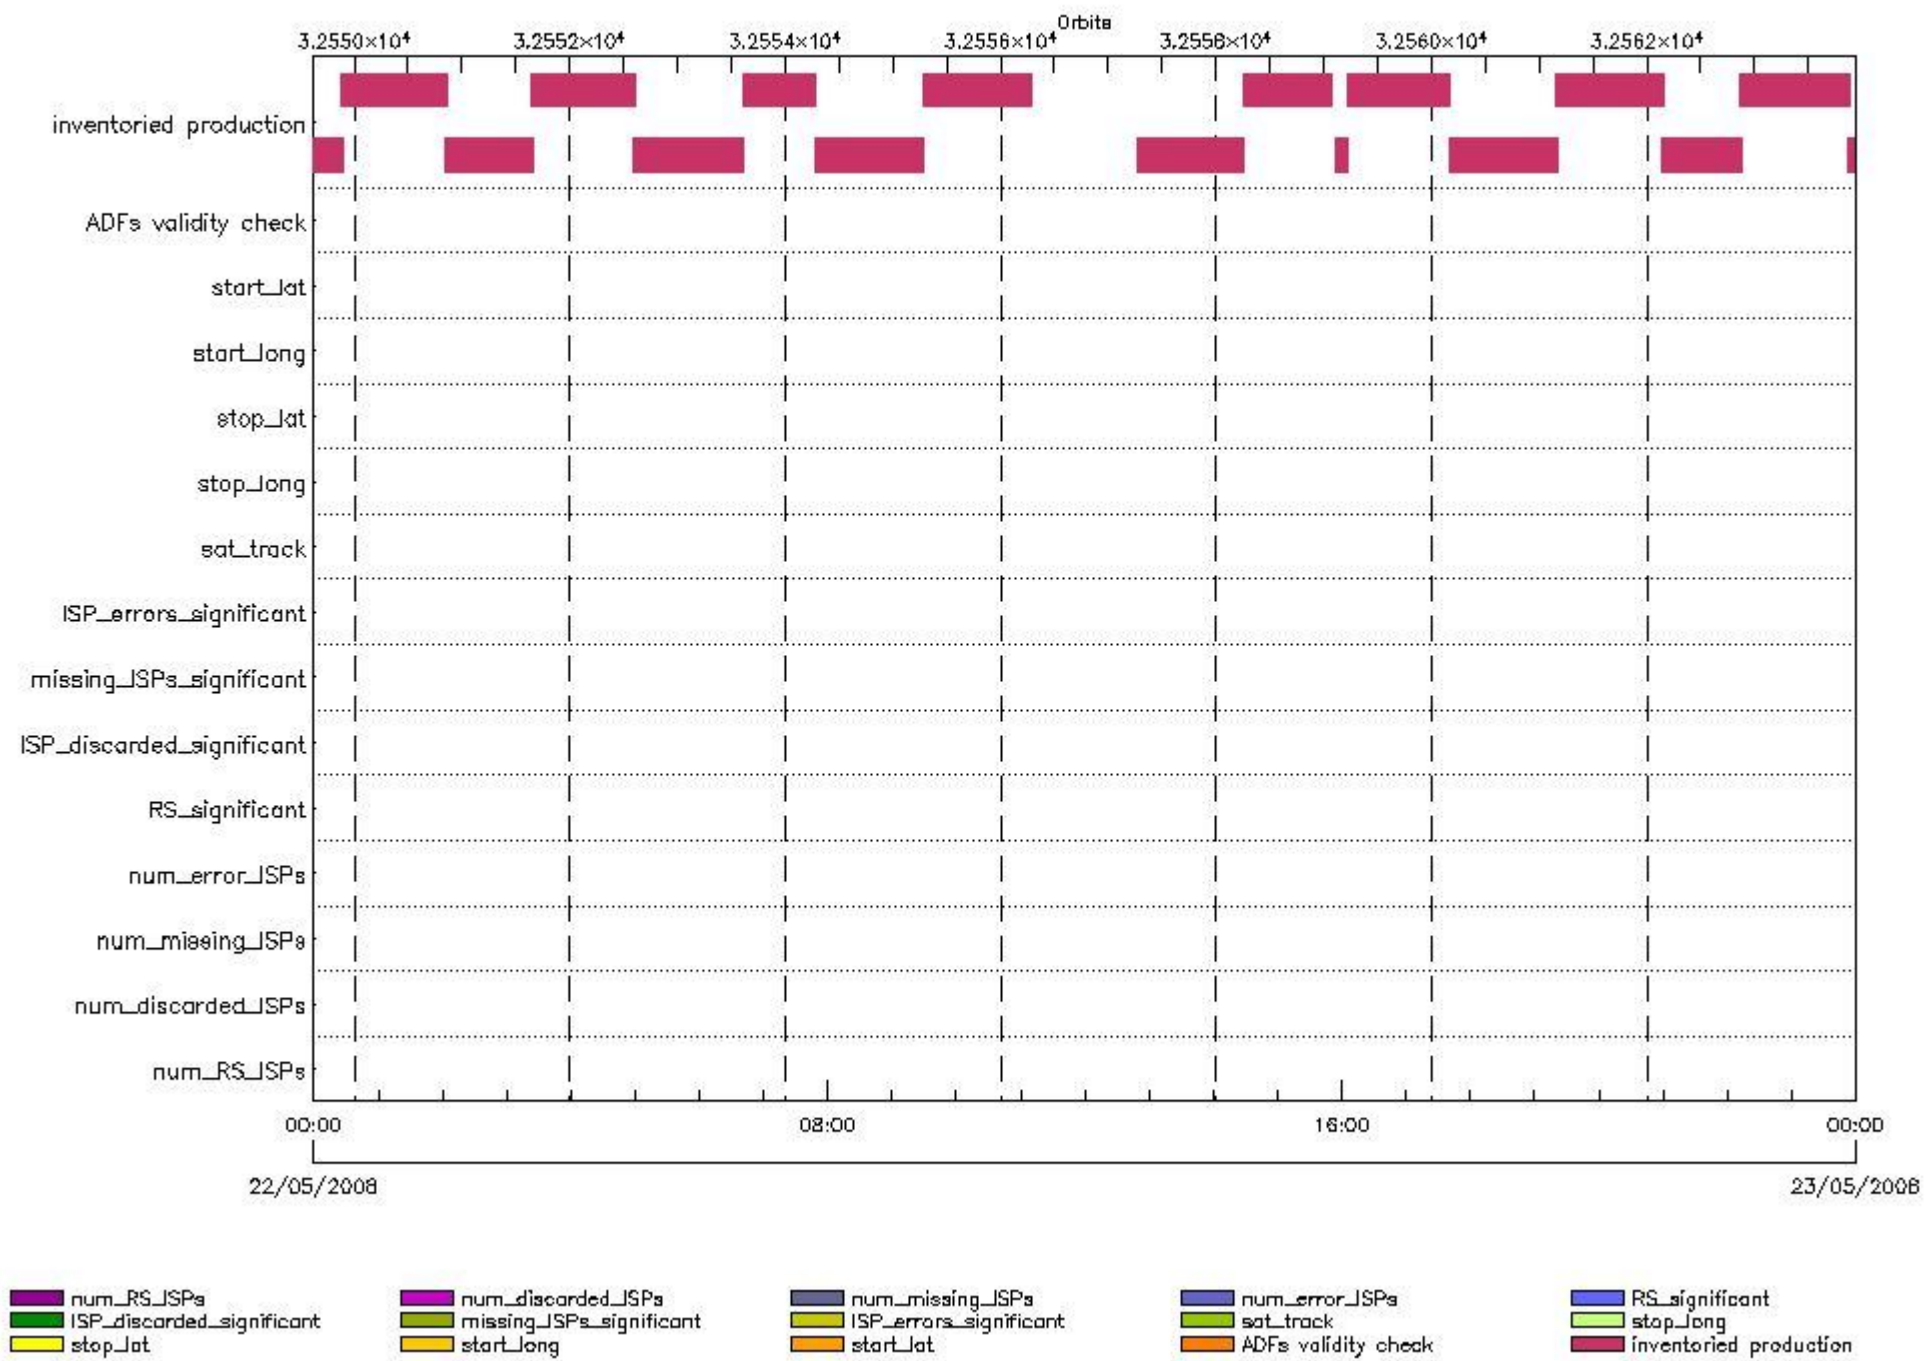 Orbits
3.2550×10⁴ 3.2552×10⁴ 3.2554×10⁴ 3.2556×10⁴ 3.2558×10⁴ 3.2560×10⁴ 3.2562×10⁴
inventoried production
ADFs validity check
start_lat
start_long
stop_lat
stop_long
sat_track
ISP_errors_significant
missing_ISPs_significant
ISP_discarded_significant
RS_significant
num_error_ISPs
num_missing_ISPs
num_discarded_ISPs
num_RS_ISPs
00:00 08:00 16:00 00:00
22/05/2008 23/05/2008
num_RS_ISPs num_discarded_ISPs num_missing_ISPs num_error_ISPs RS_significant
ISP_discarded_significant missing_ISPs_significant ISP_errors_significant sat_track stop_long
stop_lat start_long start_lat ADFs validity check inventoried production